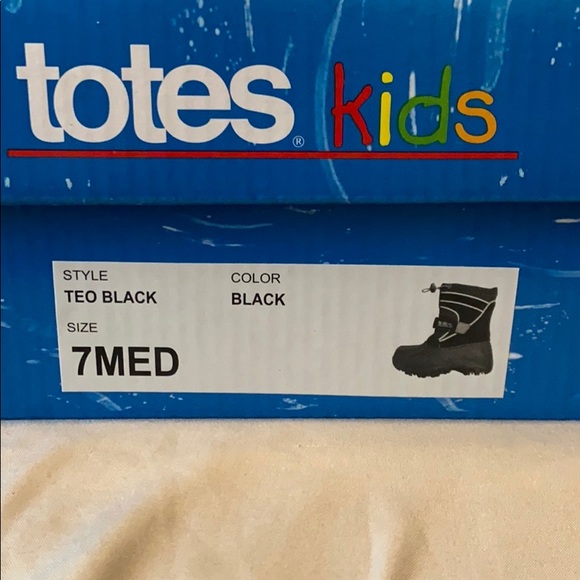 totes® kids
STYLE COLOR
TEO BLACK BLACK
SIZE
7MED